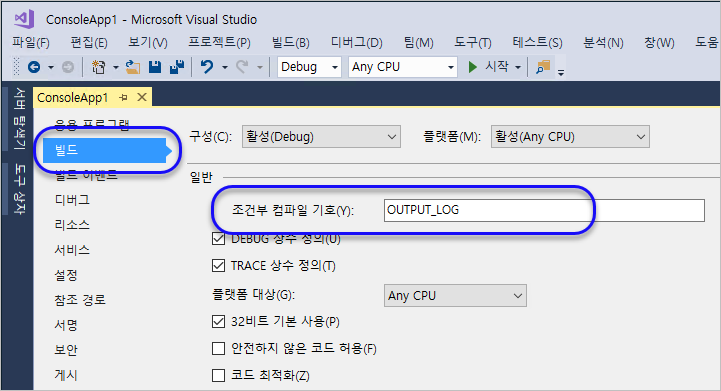 ConsoleApp1 - Microsoft Visual Studio
파일(F) 편집(E) 보기(V) 프로젝트(P) 빌드(B) 디버그(D) 팀(M) 도구(T) 테스트(S) 분석(N) 창(W) 도움
Debug Any CPU 시작
서버 탐색기
도구 상자
ConsoleApp1
응용 프로그램
구성(C): 활성(Debug) 플랫폼(M): 활성(Any CPU)
빌드
빌드 이벤트
일반
디버그
조건부 컴파일 기호(Y): OUTPUT_LOG
리소스
DEBUG 상수 정의(U)
서비스
TRACE 상수 정의(T)
설정
플랫폼 대상(G): Any CPU
참조 경로
32비트 기본 사용(P)
서명
안전하지 않은 코드 허용(F)
보안
코드 최적화(Z)
게시